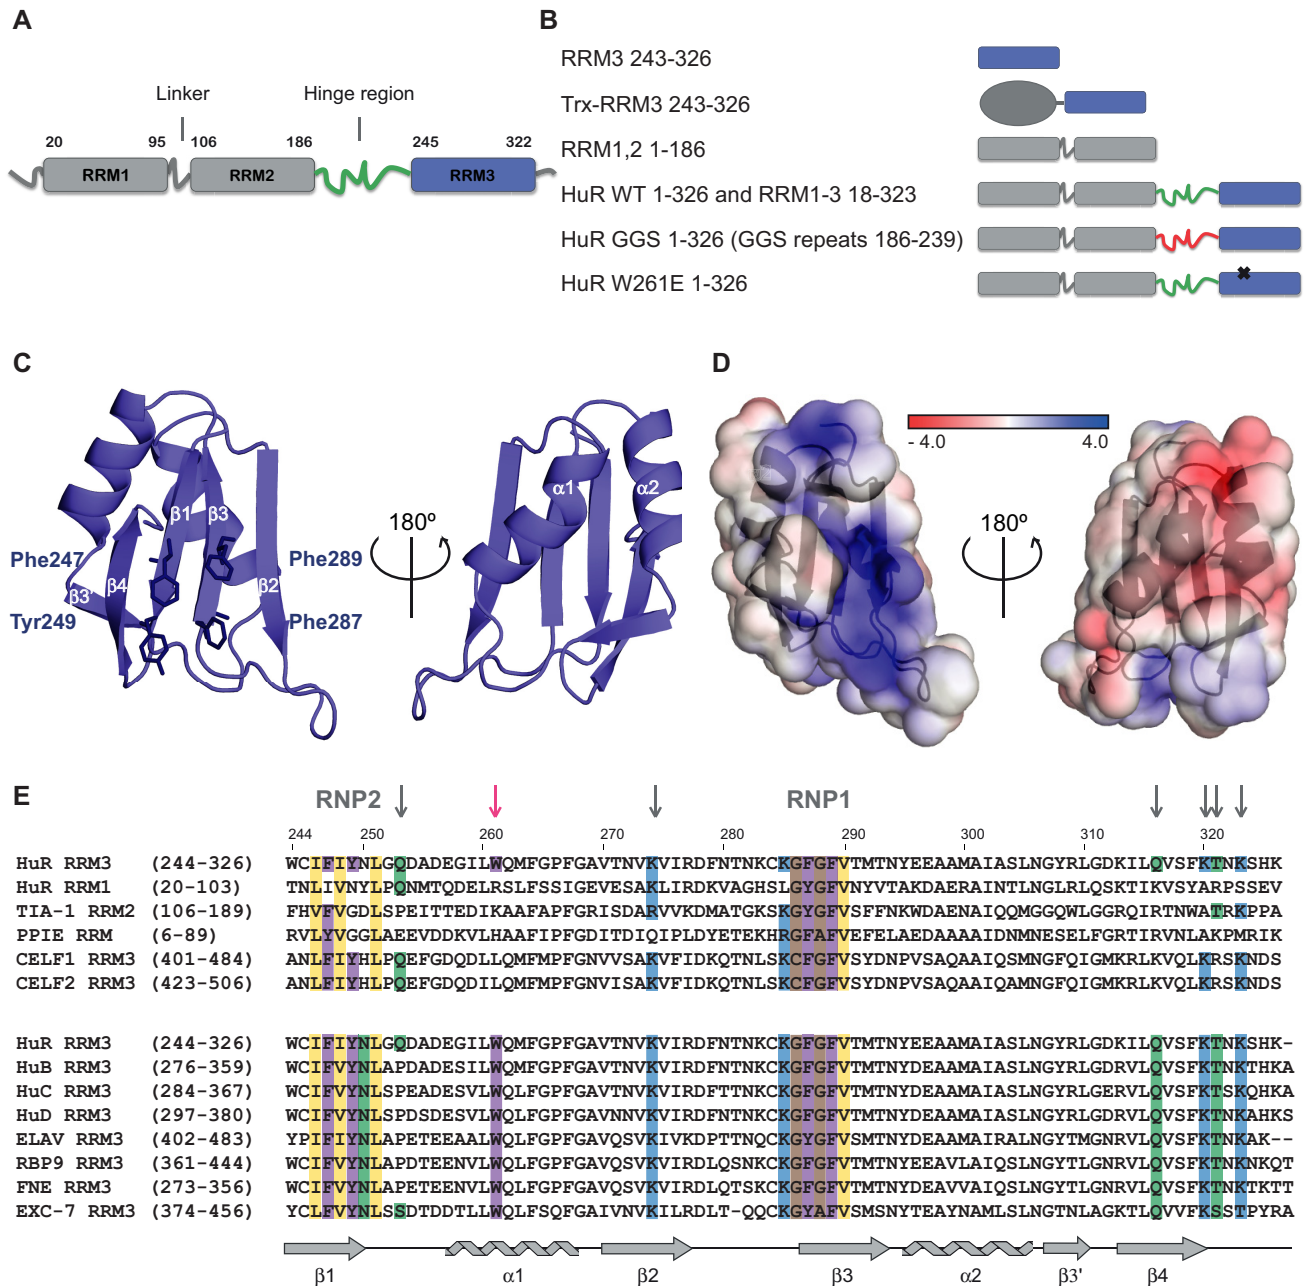 A
Linker
Hinge region
20
95
106
186
245
322
RRM1
RRM2
RRM3
B
RRM3 243-326
Trx-RRM3 243-326
RRM1,2 1-186
HuR WT 1-326 and RRM1-3 18-323
HuR GGS 1-326 (GGS repeats 186-239)
HuR W261E 1-326
C
β1
β3
Phe247
β3'
β4
β2
Phe289
Tyr249
Phe287
180º
α1
α2
D
- 4.0
4.0
180º
E
RNP2
RNP1
244 250 260 270 280 290 300 310 320
HuR RRM3 (244-326) WCIFIYNLGQDADEGILWQMFGPFGAVTNVKVIRDFNTNKCKGFGFVTMTNYEEAAMAIASLNGYRLGDKILQVSFKTNKSHK
HuR RRM1 (20-103) TNLIVNYLPQNMTQDELRSLFSSIGEVESAKLIRDKVAGHSLGYGFVNYVTAKDAERAINTLNGLRLQSKTIKVSYARPSSEV
TIA-1 RRM2 (106-189) FHVFVGDLSPEITTEDIKAAFAPFGRISDARVVKDMATGKSKGYGFVSFFNKWDAENAIQQMGGQWLGGRQIRTNWATRKPPA
PPIE RRM (6-89) RVLYVGGLAEEVDDKVLHAAFIPFGDITDIQIPLDYETEKHRGFAFVEFELAEDAAAAIDNMNESELFGRTIRVNLAKPMRIK
CELF1 RRM3 (401-484) ANLFIYHLPQEFGDQDLLQMFMPFGNVVSAKVFIDKQTNLSKCFGFVSYDNPVSAQAAIQSMNGFQIGMKRLKVQLKRSKNDS
CELF2 RRM3 (423-506) ANLFIYHLPQEFGDQDILQMFMPFGNVISAKVFIDKQTNLSKCFGFVSYDNPVSAQAAIQAMNGFQIGMKRLKVQLKRSKNDS
HuR RRM3 (244-326) WCIFIYNLGQDADEGILWQMFGPFGAVTNVKVIRDFNTNKCKGFGFVTMTNYEEAAMAIASLNGYRLGDKILQVSFKTNKSHK-
HuB RRM3 (276-359) WCIFVYNLAPDADESILWQMFGPFGAVTNVKVIRDFNTNKCKGFGFVTMTNYDEAAMAIASLNGYRLGDRVLQVSFKTNKTHKA
HuC RRM3 (284-367) WCIFVYNLSPEADESVLWQLFGPFGAVTNVKVIRDFTTNKCKGFGFVTMTNYDEAAMAIASLNGYRLGERVLQVSFKTSKQHKA
HuD RRM3 (297-380) WCIFVYNLSPDSDESVLWQLFGPFGAVNNVKVIRDFNTNKCKGFGFVTMTNYDEAAMAIASLNGYRLGDRVLQVSFKTNKAHKS
ELAV RRM3 (402-483) YPIFIYNLAPETEEAALWQLFGPFGAVQSVKIVKDPTTNQCKGYGFVSMTNYDEAAMAIRALNGYTMGNRVLQVSFKTNKAK--
RBP9 RRM3 (361-444) WCIFVYNLAPDTEENVLWQLFGPFGAVQSVKVIRDLQSNKCKGFGFVTMTNYEEAVLAIQSLNGYTLGNRVLQVSFKTNKNKQT
FNE RRM3 (273-356) WCIFVYNLAPETEENVLWQLFGPFGAVQSVKVIRDLQTSKCKGFGFVTMTNYDEAVVAIQSLNGYTLGNRVLQVSFKTNKTKTT
EXC-7 RRM3 (374-456) YCLFVYNLSSDTDDTLLWQLFSQFGAIVNVKILRDLT-QQCKGYAFVSMSNYTEAYNAMLSLNGTNLAGKTLQVVFKSSTPYRA
β1
α1
β2
β3
α2
β3'
β4